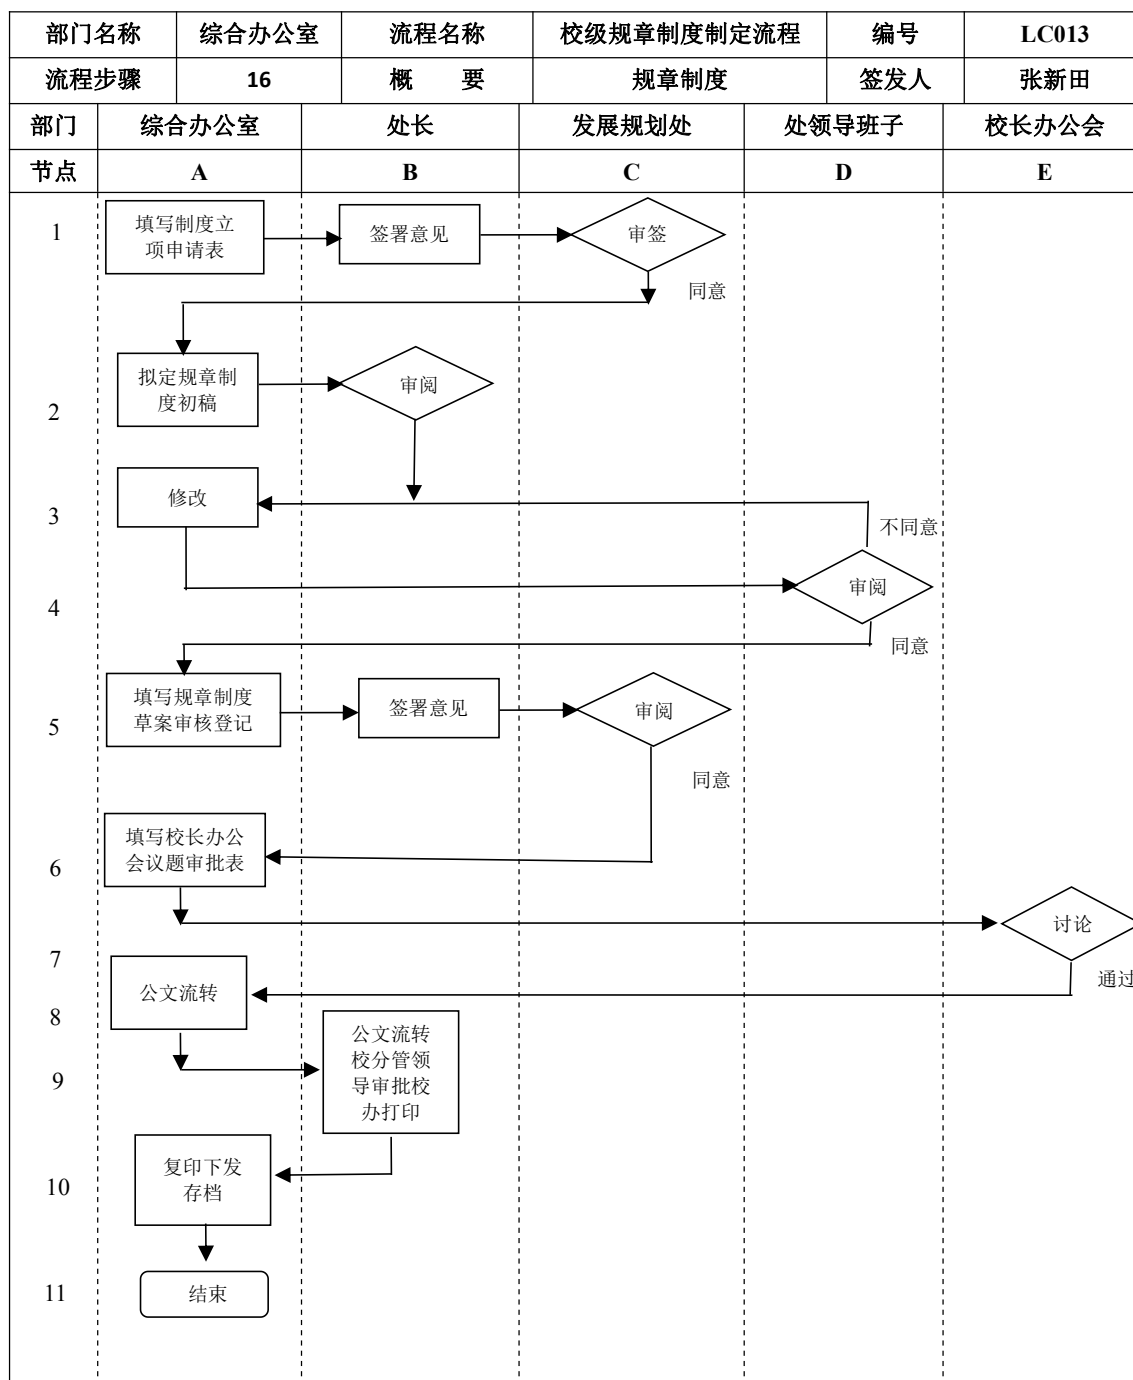 部门名称 综合办公室 流程名称 校级规章制度制定流程 编号 LC013
流程步骤 16 概 要 规章制度 签发人 张新田
部门 综合办公室 处长 发展规划处 处领导班子 校长办公会
节点 A B C D E
1
填写制度立
项申请表
签署意见
审签
同意
2
拟定规章制
度初稿
审阅
3
修改
不同意
4
审阅
同意
5
填写规章制度
草案审核登记
签署意见
审阅
同意
6
填写校长办公
会议题审批表
讨论
7
通过
公文流转
8
9
公文流转
校分管领
导审批校
办打印
10
复印下发
存档
11
结束